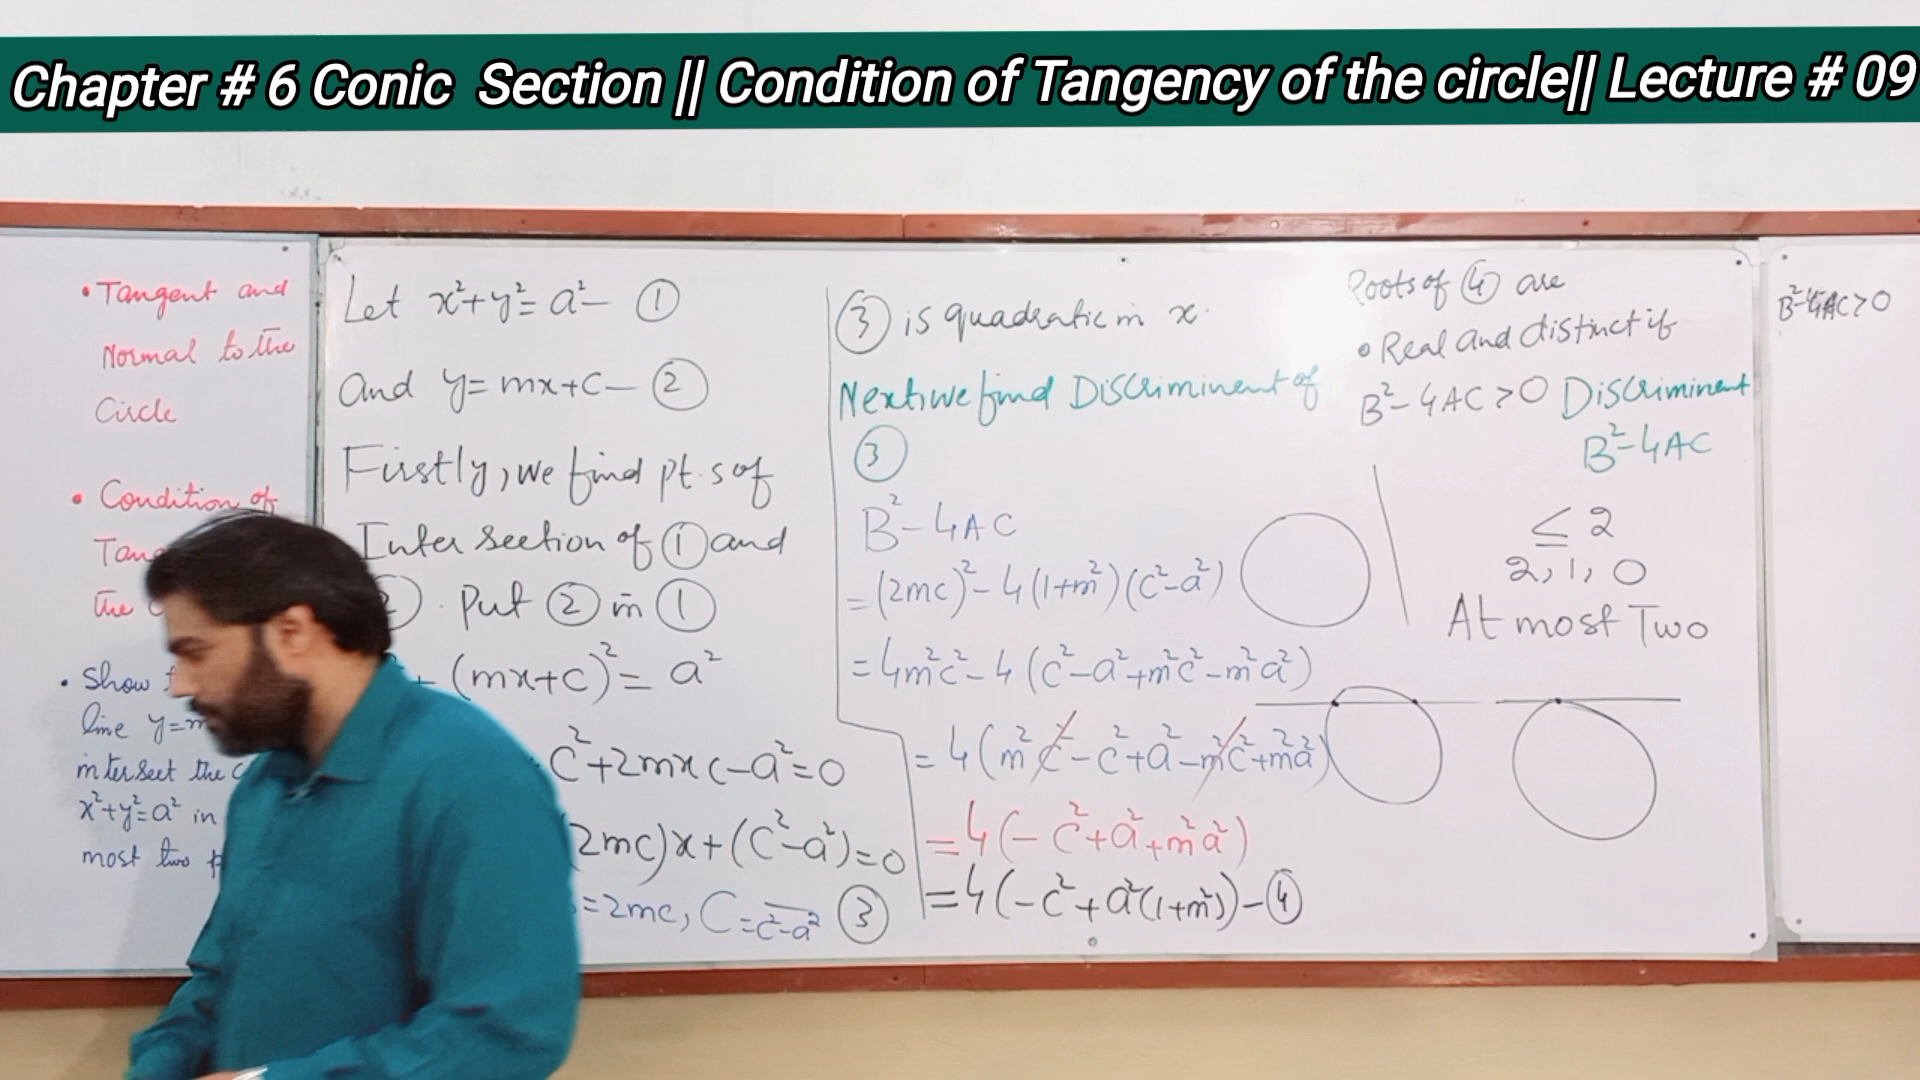 Chapter # 6 Conic Section || Condition of Tangency of the circle|| Lecture # 09
• Tangent and
Normal to the
Circle
• Condition of
Tang
the C
• Show t
line y=m
intersect the c
x²+y²=a² in
most two p
Let x²+y²=a²— ①
And y=mx+c— ②
Firstly, we find pt.s of
Intersection of ① and
②. Put ② in ①
(mx+c)²= a²
c²+2mxc-a²=0
2mc)x+(c²-a²)=0
=2mc, C=c²-a² ③
③ is quadratic in x.
Next we find Discriminent of
③
B²-4AC
=(2mc)²-4(1+m²)(c²-a²)
=4m²c²-4(c²-a²+m²c²-m²a²)
=4(m²c²-c²+a²-m²c²+m²a²)
=4(-c²+a²+m²a²)
=4(-c²+a²(1+m²))-④
Roots of ④ are
• Real and distinct if
B²-4AC>0 Discriminent
B²-4AC
≤ 2
2, 1, 0
At most Two
B²-4AC>0